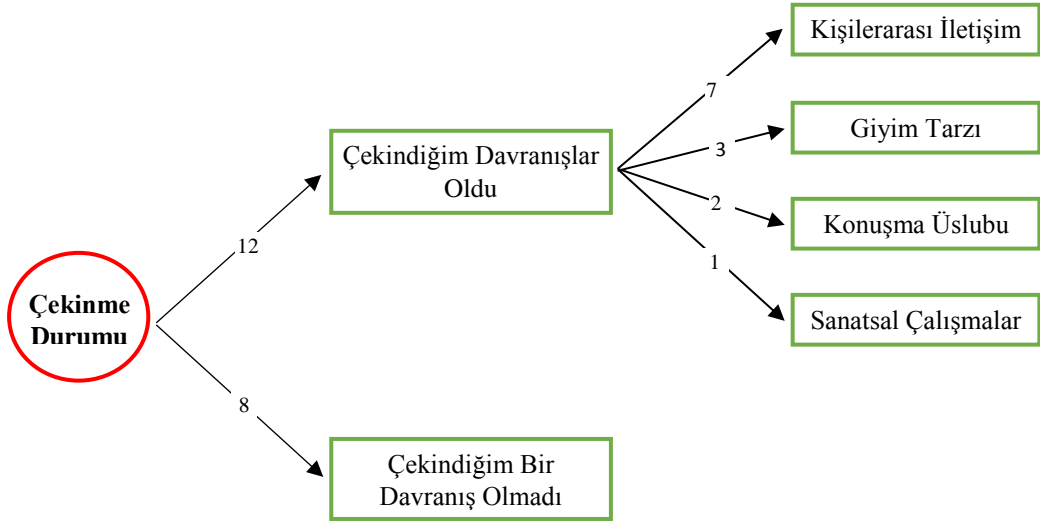 Kişilerarası İletişim
7
Giyim Tarzı
3
Çekindiğim Davranışlar
Oldu
2
Konuşma Üslubu
12
1
Çekinme
Durumu
Sanatsal Çalışmalar
8
Çekindiğim Bir
Davranış Olmadı